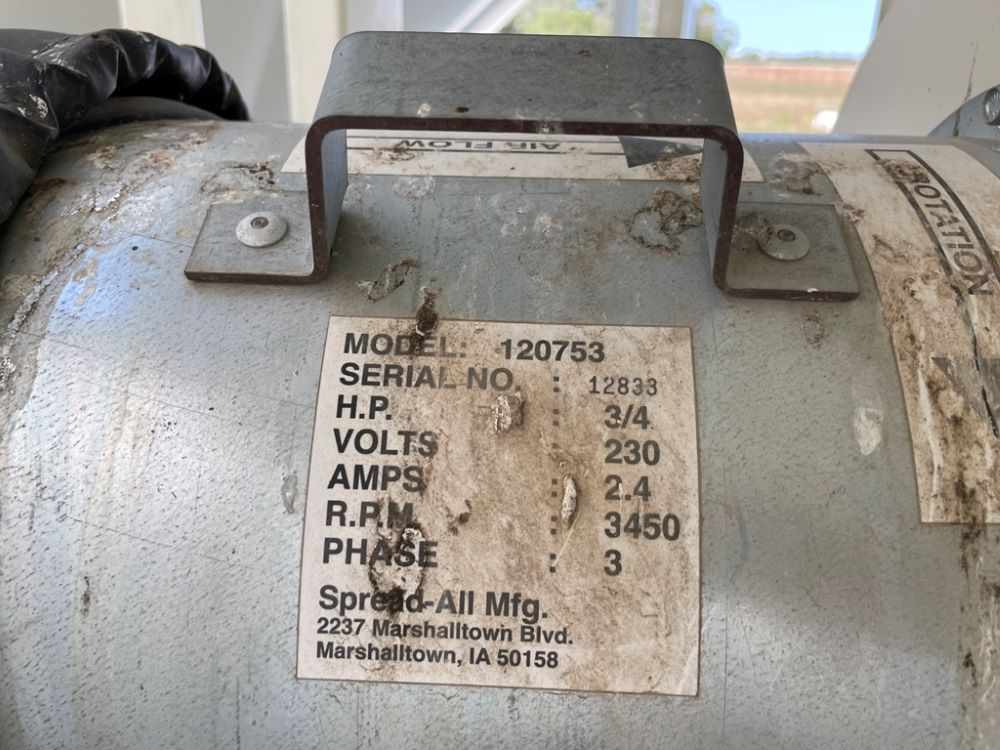 AIR FLOW
ROTATION
MODEL: 120753
SERIAL NO. : 12833
H.P. : 3/4
VOLTS : 230
AMPS : 2.4
R.P.M. : 3450
PHASE : 3
Spread-All Mfg.
2237 Marshalltown Blvd.
Marshalltown, IA 50158